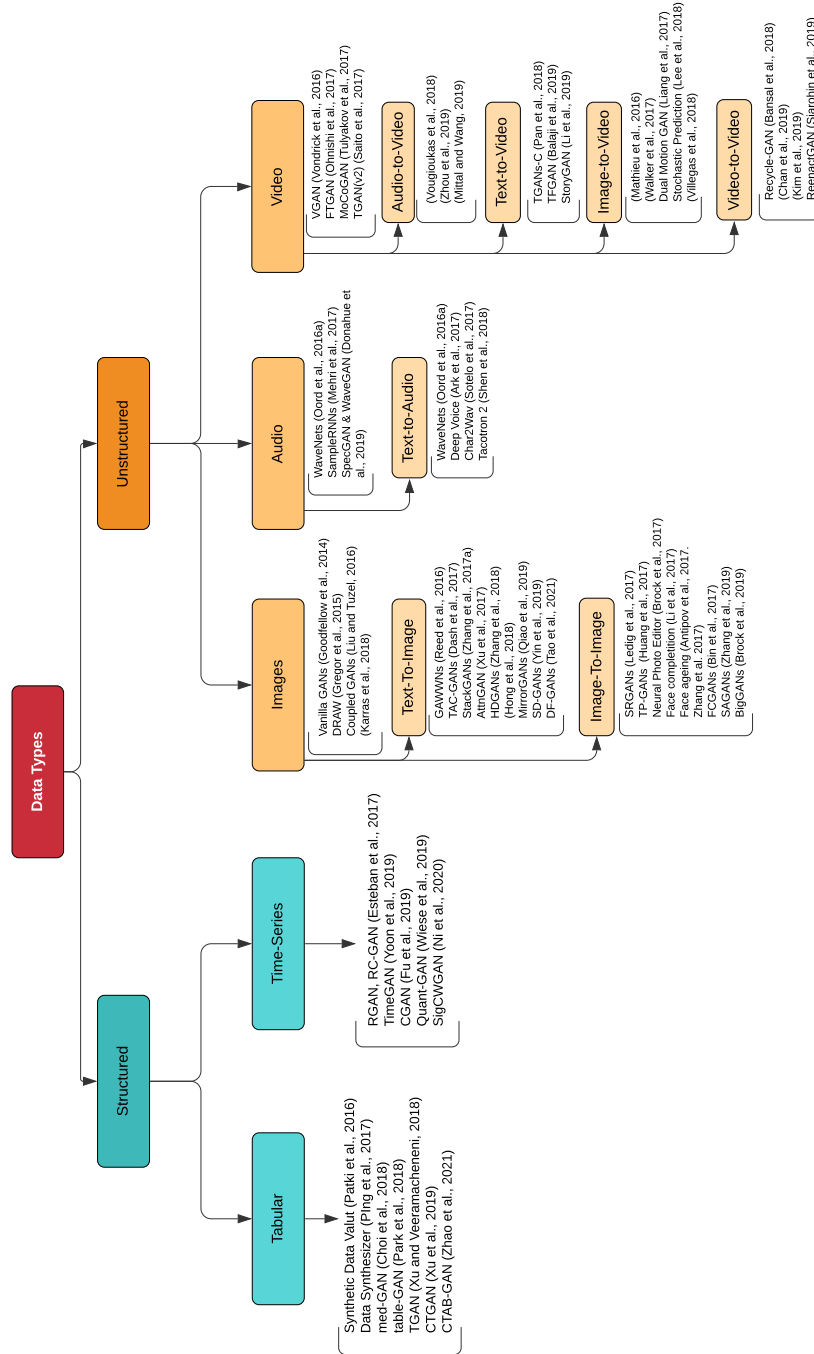 Data Types
Structured
Unstructured
Tabular
Synthetic Data Valut (Patki et al., 2016)
Data Synthesizer (PIng et al., 2017)
med-GAN (Choi et al., 2018)
table-GAN (Park et al., 2018)
TGAN (Xu and Veeramacheneni, 2018)
CTGAN (Xu et al., 2019)
CTAB-GAN (Zhao et al., 2021)
Time-Series
RGAN, RC-GAN (Esteban et al., 2017)
TimeGAN (Yoon et al., 2019)
CGAN (Fu et al., 2019)
Quant-GAN (Wiese et al., 2019)
SigCWGAN (Ni et al., 2020)
Images
Vanilla GANs (Goodfellow et al., 2014)
DRAW (Gregor et al., 2015)
Coupled GANs (Liu and Tuzel, 2016)
(Karras et al., 2018)
Text-To-Image
GAWWNs (Reed et al., 2016)
TAC-GANs (Dash et al., 2017)
StackGANs (Zhang et al., 2017a)
AttnGAN (Xu et al., 2017)
HDGANs (Zhang et al., 2018)
(Hong et al., 2018)
MirrorGANs (Qiao et al., 2019)
SD-GANs (Yin et al., 2019)
DF-GANs (Tao et al., 2021)
Image-To-Image
SRGANs (Ledig et al., 2017)
TP-GANs (Huang et al., 2017)
Neural Photo Editor (Brock et al., 2017)
Faceompletition (Li et al., 2017)
Face ageing (Antipov et al., 2017.
Zhang et al. 2017)
FCGANs (Bin et al., 2017)
SAGANs (Zhang et al., 2019)
BigGANs (Brock et al., 2019)
Audio
WaveNets (Oord et al., 2016a)
SampleRNNs (Mehri et al., 2017)
SpecGAN & WaveGAN (Donahue et
al., 2019)
Text-to-Audio
WaveNets (Oord et al., 2016a)
Deep Voice (Ark et al., 2017)
Char2Wav (Sotelo et al., 2017)
Tacotron 2 (Shen et al., 2018)
Video
VGAN (Vondrick et al., 2016)
FTGAN (Ohnishi et al., 2017)
MoCoGAN (Tulyakov et al., 2017)
TGAN(v2) (Saito et al., 2017)
Audio-to-Video
(Vougioukas et al., 2018)
(Zhou et al., 2019)
(Mittal and Wang, 2019)
Text-to-Video
TGANs-C (Pan et al., 2018)
TFGAN (Balaji et al., 2019)
StoryGAN (Li et al., 2019)
Image-to-Video
(Mathieu et al., 2016)
(Walker et al., 2017)
Dual Motion GAN (Liang et al., 2017)
Stochastic Prediction (Lee et al., 2018)
(Villegas et al., 2018)
Video-to-Video
Recycle-GAN (Bansal et al., 2018)
(Chan et al., 2019)
(Kim et al., 2019)
ReenactGAN (Siarohin et al., 2019)